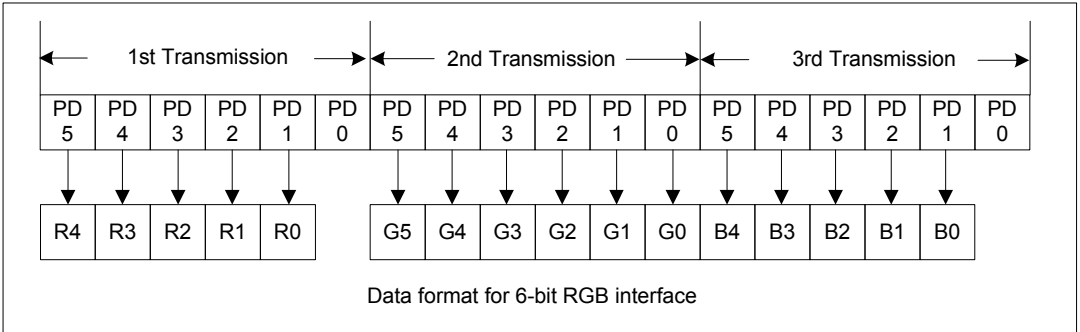 1st Transmission 2nd Transmission 3rd Transmission
PD 5 PD 4 PD 3 PD 2 PD 1 PD 0 PD 5 PD 4 PD 3 PD 2 PD 1 PD 0 PD 5 PD 4 PD 3 PD 2 PD 1 PD 0
R4 R3 R2 R1 R0 G5 G4 G3 G2 G1 G0 B4 B3 B2 B1 B0
Data format for 6-bit RGB interface